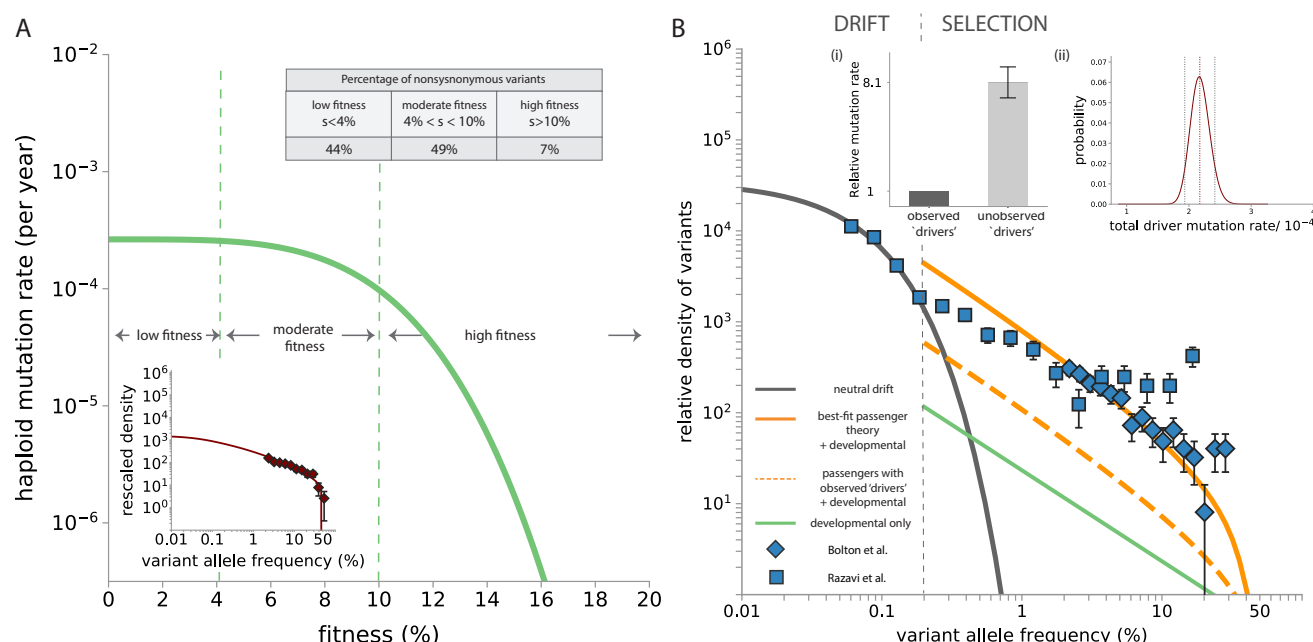 A
10^-2
10^-3
10^-4
10^-5
10^-6
haploid mutation rate (per year)
Percentage of nonsysnonymous variants
low fitness
s<4%
moderate fitness
4% < s < 10%
high fitness
s>10%
44%
49%
7%
low fitness
moderate
fitness
high fitness
rescaled density
10^6
10^5
10^4
10^3
10^2
10^1
10^0
0.01
0.1
1
10
50
variant allele frequency (%)
0
2
4
6
8
10
12
14
16
18
20
fitness (%)
B
DRIFT
SELECTION
10^6
10^5
10^4
10^3
10^2
10^1
relative density of variants
(i)
Relative mutation rate
8.1
1
observed
`drivers'
unobserved
`drivers'
(ii)
probability
0.07
0.06
0.05
0.04
0.03
0.02
0.01
0.00
1
2
3
4
total driver mutation rate/ 10^-4
neutral drift
best-fit passenger
theory
+ developmental
passengers with
observed 'drivers'
+ developmental
developmental only
Bolton et al.
Razavi et al.
0.01
0.1
1
10
50
variant allele frequency (%)